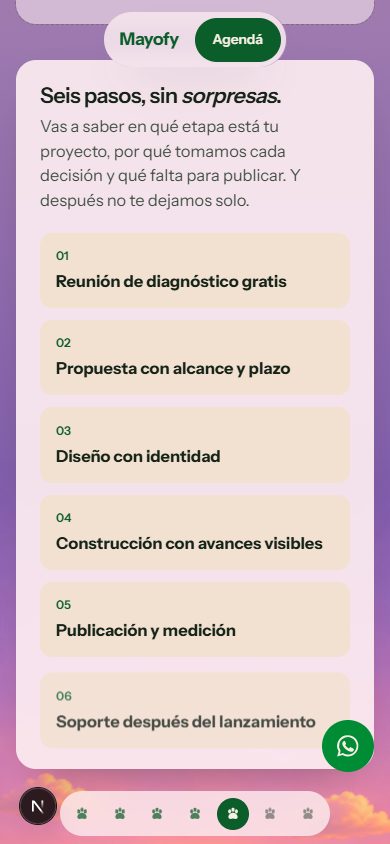 Mayofy
Agendá
Seis pasos, sin sorpresas.
Vas a saber en qué etapa está tu
proyecto, por qué tomamos cada
decisión y qué falta para publicar. Y
después no te dejamos solo.
01
Reunión de diagnóstico gratis
02
Propuesta con alcance y plazo
03
Diseño con identidad
04
Construcción con avances visibles
05
Publicación y medición
06
Soporte después del lanzamiento
N